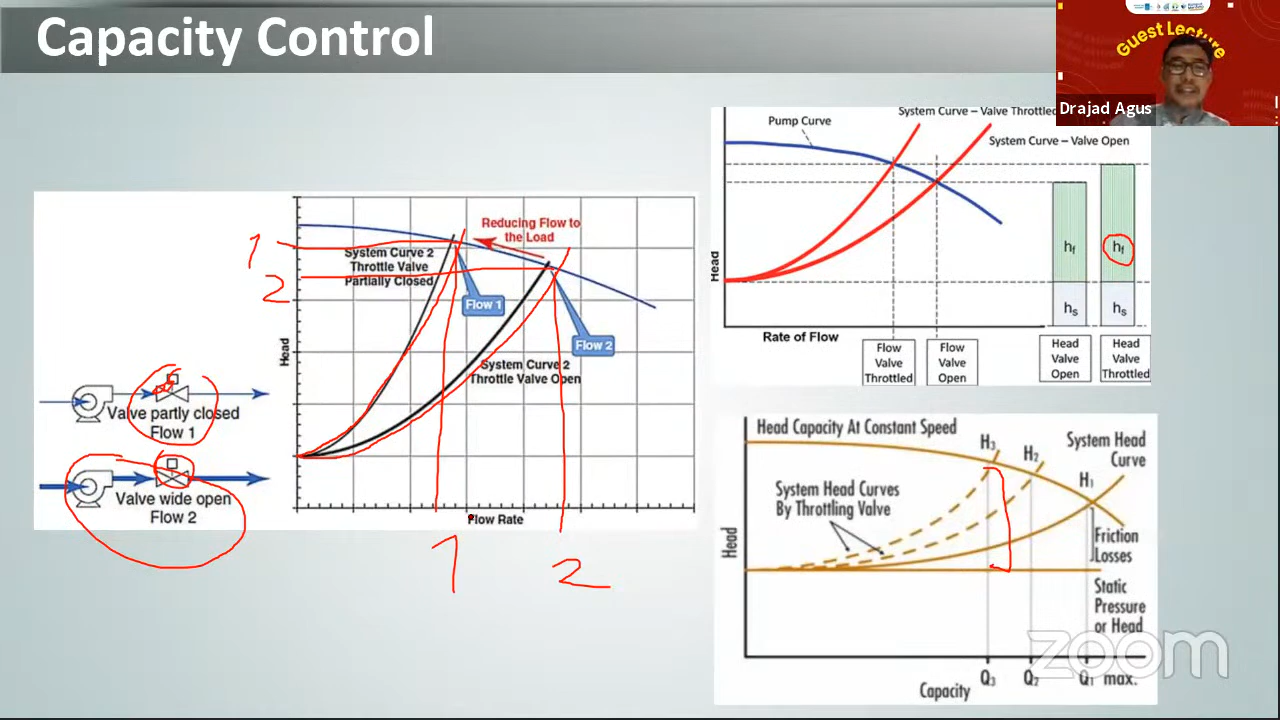 Capacity Control
Guest Lecture
Drajad Agus
1
2
Reducing Flow to
the Load
System Curve 2
Throttle Valve
Partially Closed
Flow 1
Flow 2
System Curve 2
Throttle Valve Open
Head
Flow Rate
1
2
Valve partly closed
Flow 1
Valve wide open
Flow 2
System Curve – Valve Throttled
Pump Curve
System Curve – Valve Open
Head
hf
hf
hs
hs
Rate of Flow
Flow
Valve
Throttled
Flow
Valve
Open
Head
Valve
Open
Head
Valve
Throttled
Head Capacity At Constant Speed
H3
H2
System Head
Curve
H1
System Head Curves
By Throttling Valve
Head
Friction
Losses
Static
Pressure
or Head
Q3
Q2
Q1 max.
Capacity
zoom